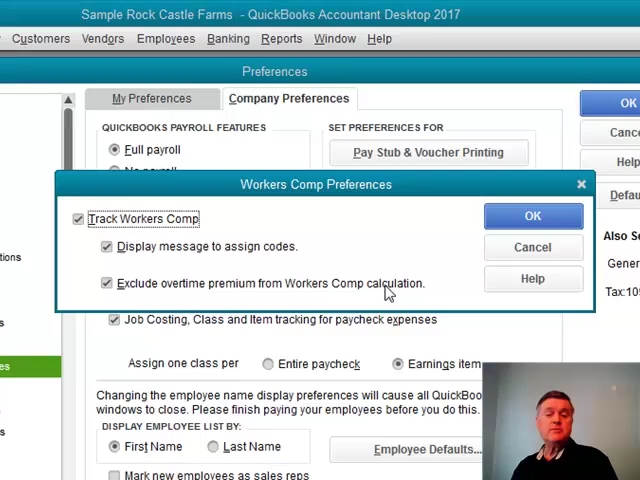 Sample Rock Castle Farms - QuickBooks Accountant Desktop 2017
Customers Vendors Employees Banking Reports Window Help
Preferences
My Preferences Company Preferences
OK
QUICKBOOKS PAYROLL FEATURES SET PREFERENCES FOR
Full payroll Pay Stub & Voucher Printing
Help
Workers Comp Preferences
Track Workers Comp OK
Display message to assign codes. Cancel
Exclude overtime premium from Workers Comp calculation. Help
Also
Job Costing, Class and Item tracking for paycheck expenses
Assign one class per Entire paycheck Earnings item
Changing the employee name display preferences will cause all
windows to close. Please finish paying your employees before you do this.
DISPLAY EMPLOYEE LIST BY:
First Name Last Name Employee Defaults...
Mark new employees as sales reps